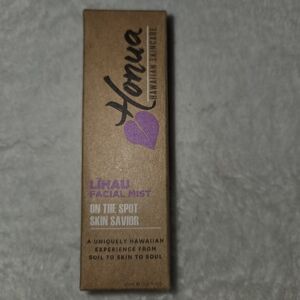 Honua
HAWAIIAN SKINCARE
LĪHAU
FACIAL MIST
ON THE SPOT
SKIN SAVIOR
A UNIQUELY HAWAIIAN
EXPERIENCE FROM
SOIL TO SKIN TO SOUL